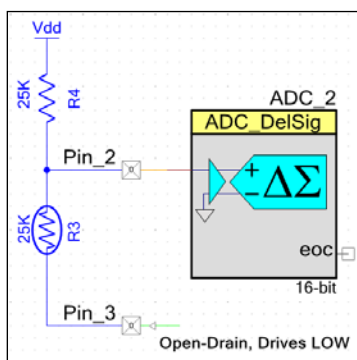 Vdd
25K
R4
ADC_2
ADC_DelSig
Pin_2
+
-
ΔΣ
25K
R3
eoc
16-bit
Pin_3
Open-Drain, Drives LOW